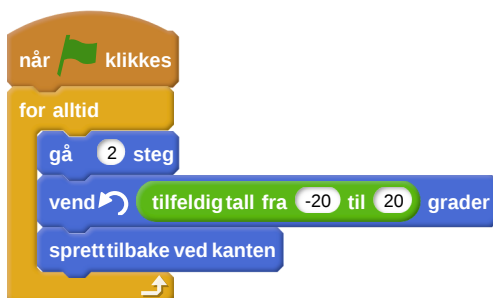 når klikkes
for alltid
gå 2 steg
vend tilfeldig tall fra -20 til 20 grader
sprett tilbake ved kanten